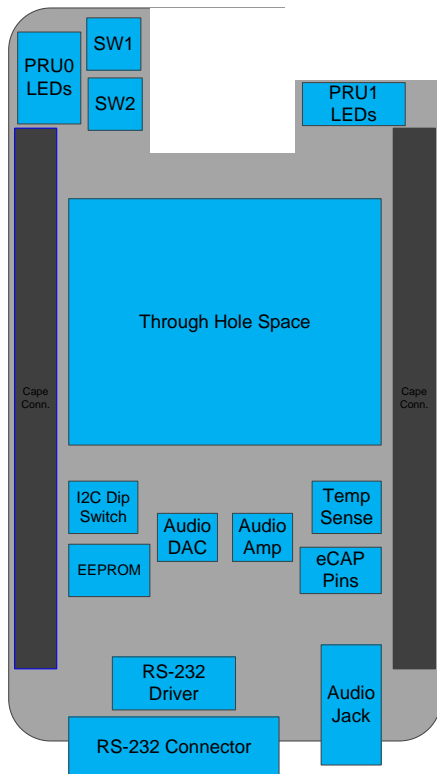 PRU0
LEDs
SW1
SW2
PRU1
LEDs
Through Hole Space
Cape
Conn.
Cape
Conn.
I2C Dip
Switch
EEPROM
Audio
DAC
Audio
Amp
Temp
Sense
eCAP
Pins
RS-232
Driver
RS-232 Connector
Audio
Jack